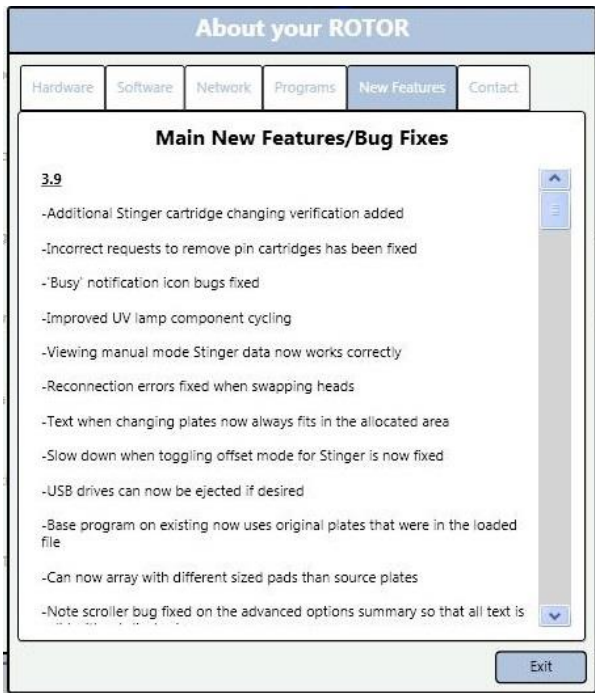 About your ROTOR
Hardware Software Network Programs New Features Contact
Main New Features/Bug Fixes
3.9
-Additional Stinger cartridge changing verification added
-Incorrect requests to remove pin cartridges has been fixed
-'Busy' notification icon bugs fixed
-Improved UV lamp component cycling
-Viewing manual mode Stinger data now works correctly
-Reconnection errors fixed when swapping heads
-Text when changing plates now always fits in the allocated area
-Slow down when toggling offset mode for Stinger is now fixed
-USB drives can now be ejected if desired
-Base program on existing now uses original plates that were in the loaded
file
-Can now array with different sized pads than source plates
-Note scroller bug fixed on the advanced options summary so that all text is
Exit